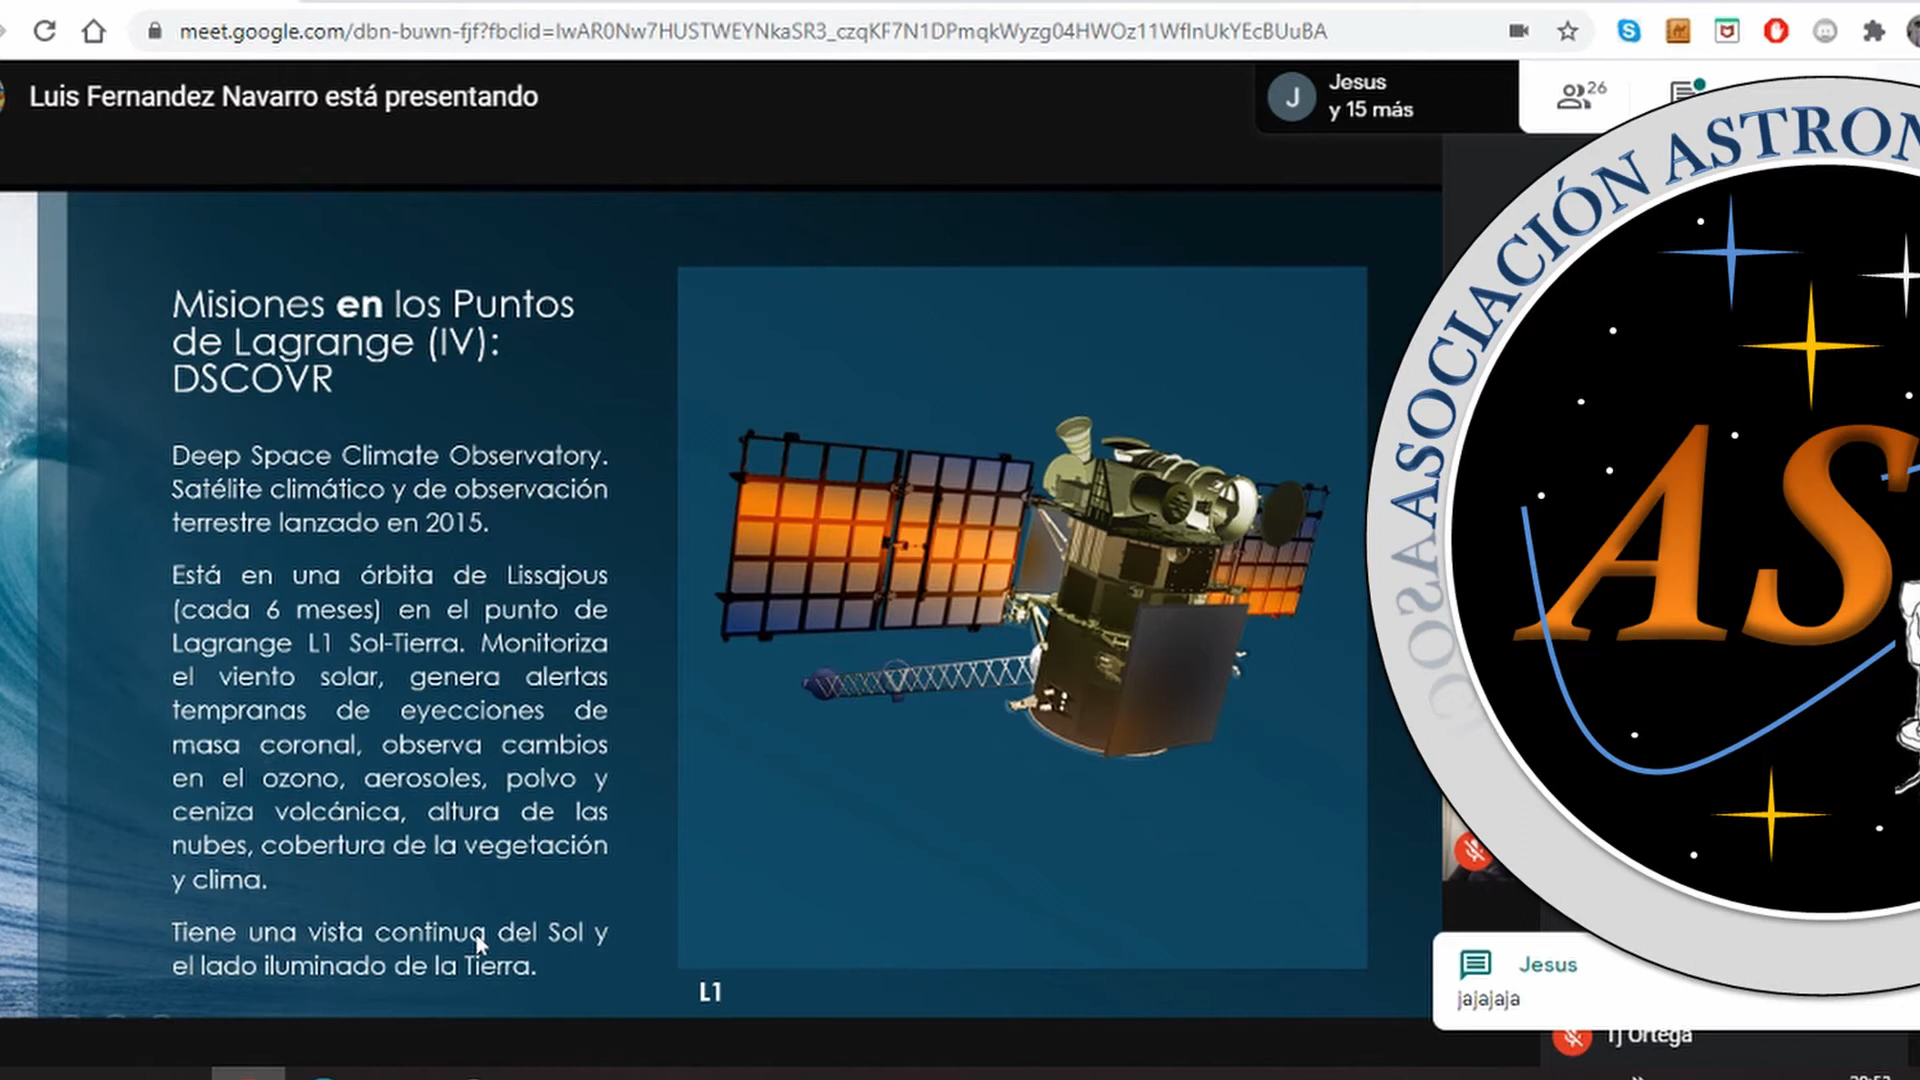 meet.google.com/dbn-buwn-fjf?fbclid=IwAR0Nw7HUSTWEYNkaSR3_czqKF7N1DPmqkWyzg04HWOz11WfInUkYEcBUuBA
Luis Fernandez Navarro está presentando
J
Jesus
y 15 más
26
Misiones en los Puntos
de Lagrange (IV):
DSCOVR
Deep Space Climate Observatory.
Satélite climático y de observación
terrestre lanzado en 2015.
Está en una órbita de Lissajous
(cada 6 meses) en el punto de
Lagrange L1 Sol-Tierra. Monitoriza
el viento solar, genera alertas
tempranas de eyecciones de
masa coronal, observa cambios
en el ozono, aerosoles, polvo y
ceniza volcánica, altura de las
nubes, cobertura de la vegetación
y clima.
Tiene una vista continua del Sol y
el lado iluminado de la Tierra.
L1
ASOCIACIÓN ASTRON
AS
Jesus
jajajaja
Tj Ortega